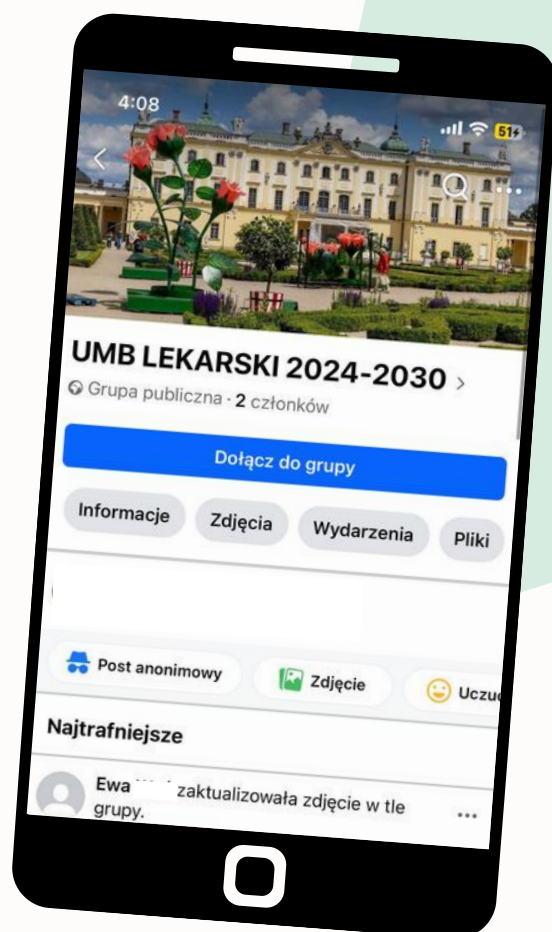 4:08
51
UMB LEKARSKI 2024-2030
Grupa publiczna · 2 członków
Dołącz do grupy
Informacje Zdjęcia Wydarzenia Pliki
Post anonimowy Zdjęcie Uczuc
Najtrafniejsze
Ewa zaktualizowała zdjęcie w tle
grupy.